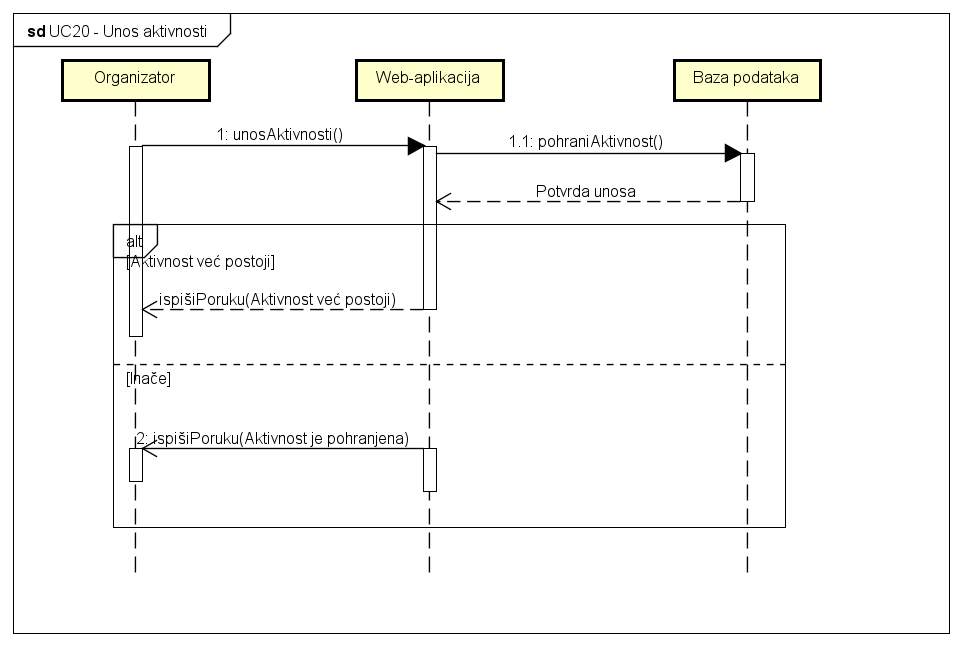 sd UC20 - Unos aktivnosti
Organizator
Web-aplikacija
Baza podataka
1: unosAktivnosti()
1.1: pohraniAktivnost()
Potvrda unosa
alt
[Aktivnost već postoji]
ispišiPoruku(Aktivnost već postoji)
[Inače]
2: ispišiPoruku(Aktivnost je pohranjena)